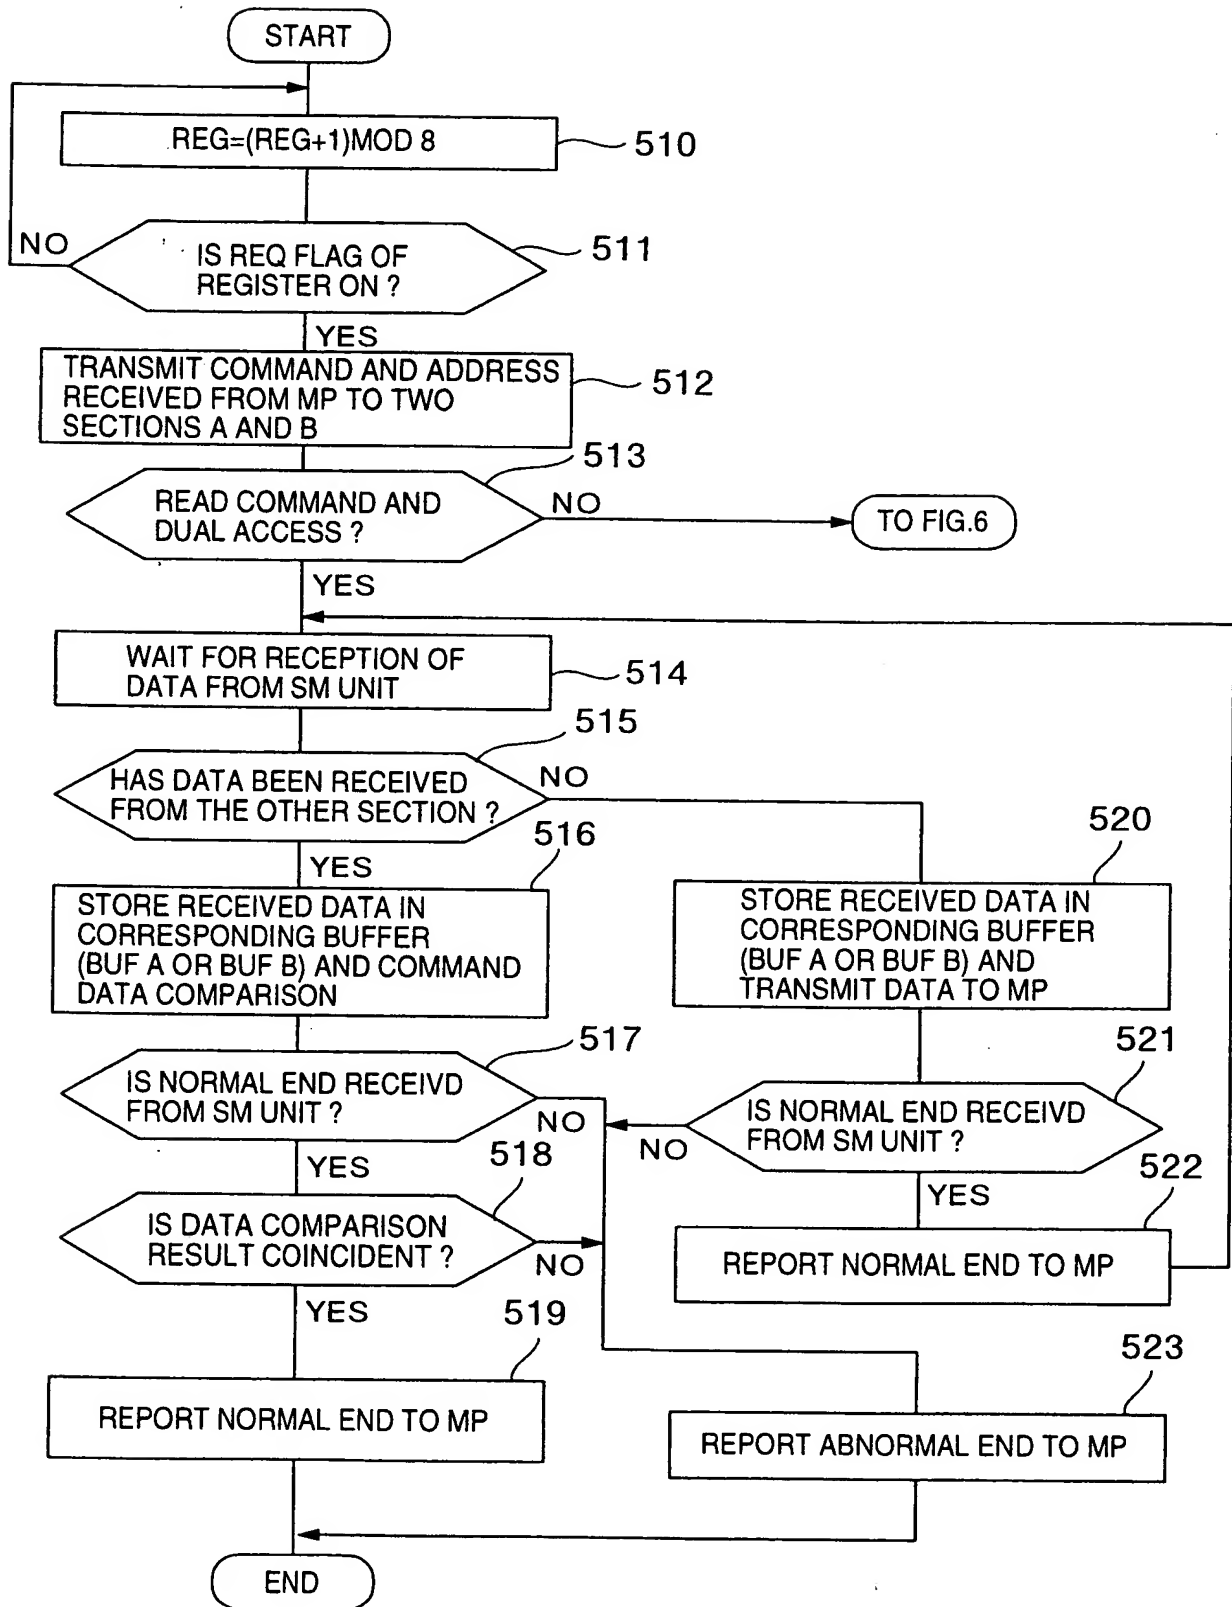 START
REG=(REG+1)MOD 8
510
NO
IS REQ FLAG OF
REGISTER ON ?
511
YES
TRANSMIT COMMAND AND ADDRESS
RECEIVED FROM MP TO TWO
SECTIONS A AND B
512
513
READ COMMAND AND
DUAL ACCESS ?
NO
TO FIG.6
YES
WAIT FOR RECEPTION OF
DATA FROM SM UNIT
514
515
HAS DATA BEEN RECEIVED
FROM THE OTHER SECTION ?
NO
YES
516
STORE RECEIVED DATA IN
CORRESPONDING BUFFER
(BUF A OR BUF B) AND COMMAND
DATA COMPARISON
520
STORE RECEIVED DATA IN
CORRESPONDING BUFFER
(BUF A OR BUF B) AND
TRANSMIT DATA TO MP
517
IS NORMAL END RECEIVD
FROM SM UNIT ?
NO
YES
521
IS NORMAL END RECEIVD
FROM SM UNIT ?
NO
YES
518
IS DATA COMPARISON
RESULT COINCIDENT ?
NO
YES
522
REPORT NORMAL END TO MP
519
REPORT NORMAL END TO MP
523
REPORT ABNORMAL END TO MP
END